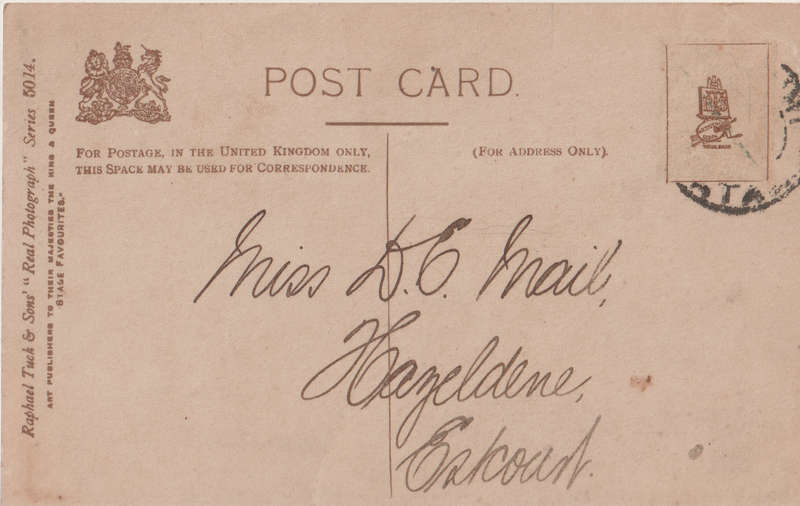 POST CARD.
FOR POSTAGE, IN THE UNITED KINGDOM ONLY,
THIS SPACE MAY BE USED FOR CORRESPONDENCE.
(FOR ADDRESS ONLY).
Raphael Tuck & Sons' "Real Photograph" Series 5014.
ART PUBLISHERS TO THEIR MAJESTIES THE KING & QUEEN
"STAGE FAVOURITES."
Miss D.E. Mail,
Hazeldene,
Estcourt.